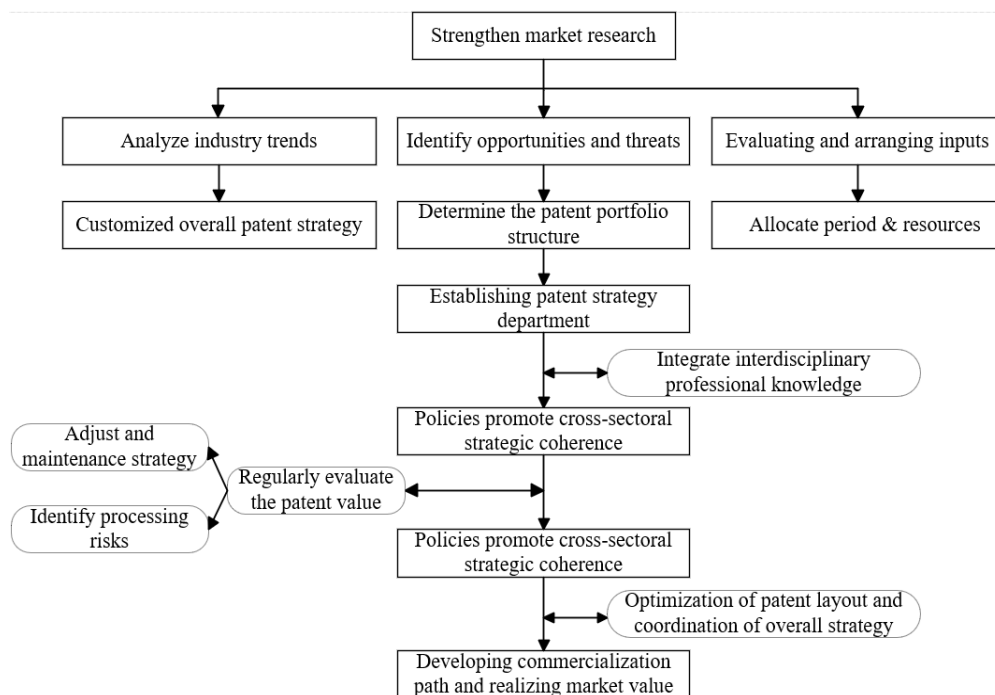 Strengthen market research
Analyze industry trends
Identify opportunities and threats
Evaluating and arranging inputs
Customized overall patent strategy
Determine the patent portfolio
structure
Allocate period & resources
Establishing patent strategy
department
Integrate interdisciplinary
professional knowledge
Policies promote cross-sectoral
strategic coherence
Adjust and
maintenance strategy
Regularly evaluate
the patent value
Identify processing
risks
Policies promote cross-sectoral
strategic coherence
Optimization of patent layout and
coordination of overall strategy
Developing commercialization
path and realizing market value